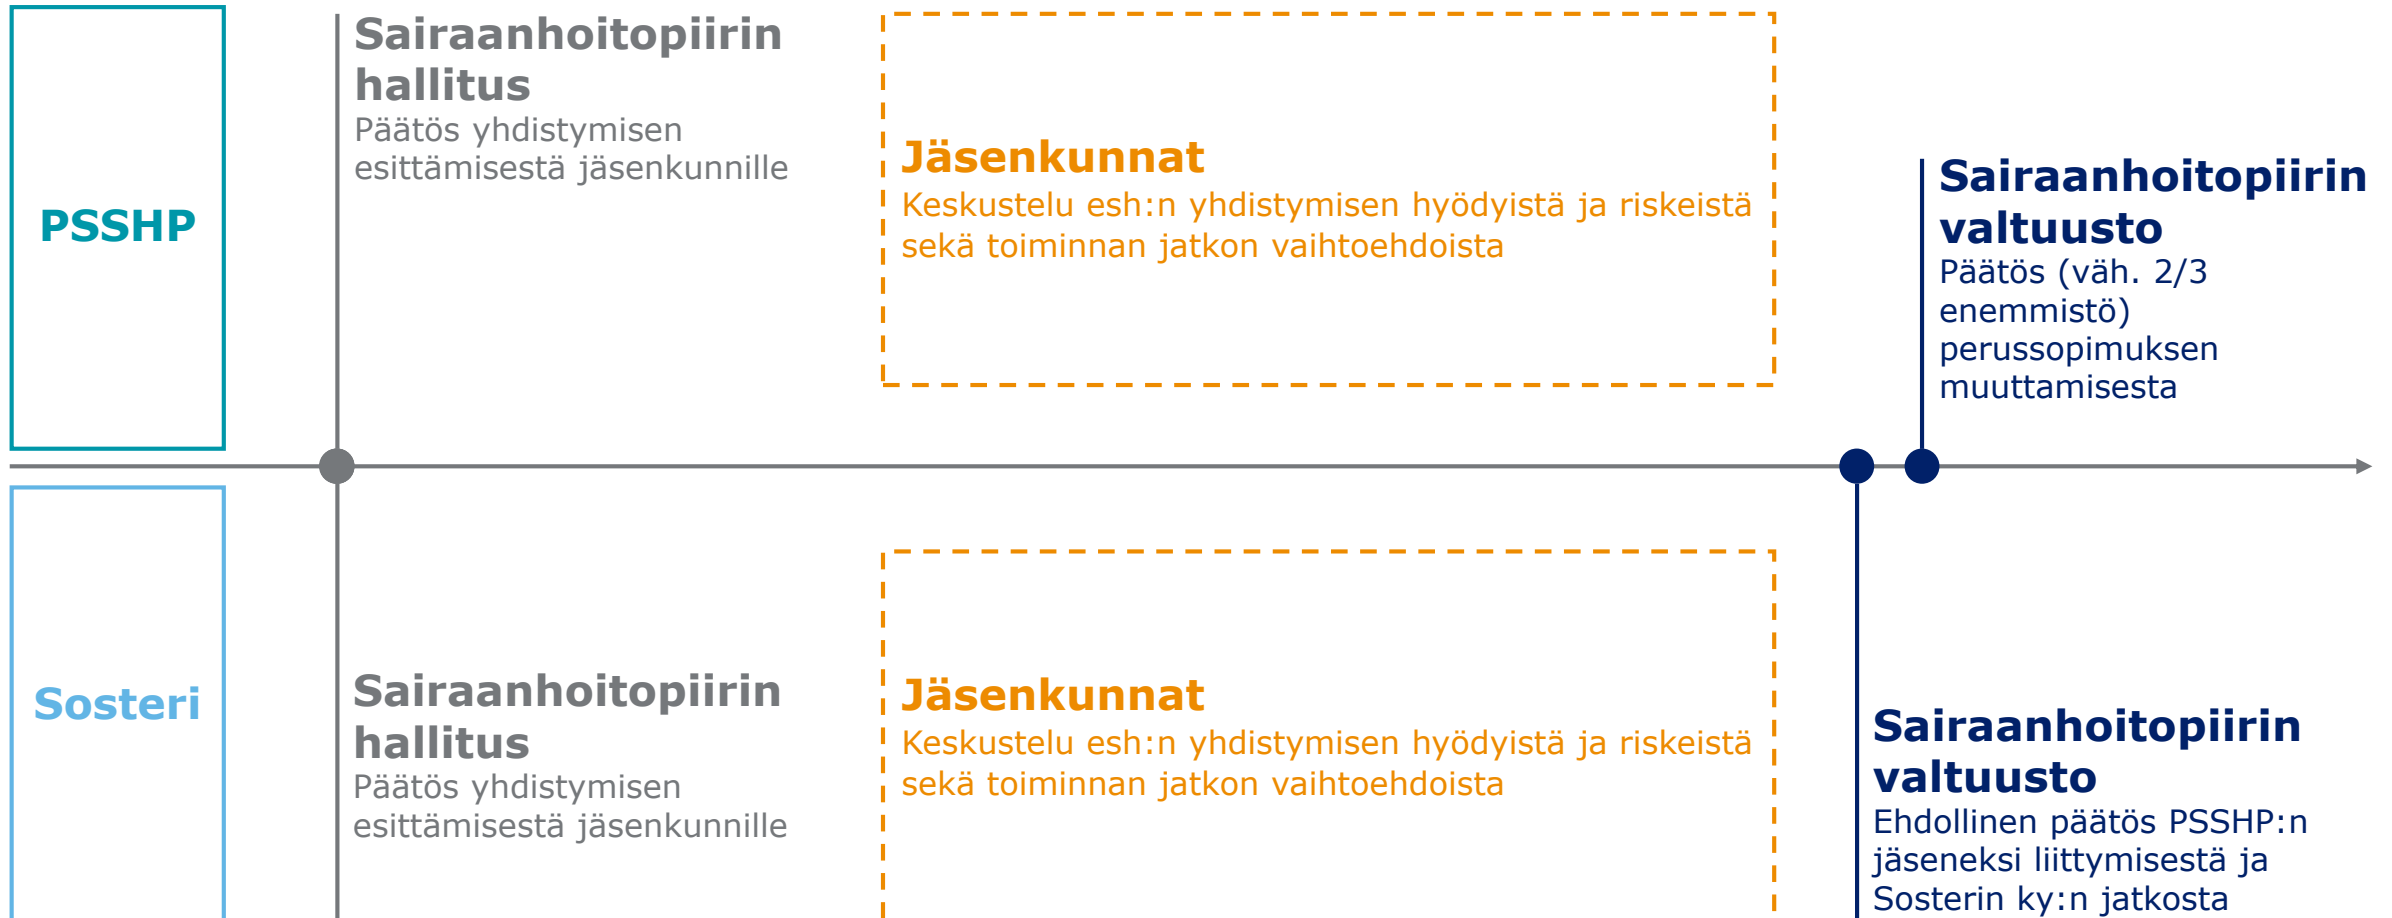 PSSHP
Sairaanhoitopiirin
hallitus
Päätös yhdistymisen
esittämisestä jäsenkunnille
Jäsenkunnat
Keskustelu esh:n yhdistymisen hyödyistä ja riskeistä
sekä toiminnan jatkon vaihtoehdoista
Sairaanhoitopiirin
valtuusto
Päätös (väh. 2/3
enemmistö)
perussopimuksen
muuttamisesta
Sosteri
Sairaanhoitopiirin
hallitus
Päätös yhdistymisen
esittämisestä jäsenkunnille
Jäsenkunnat
Keskustelu esh:n yhdistymisen hyödyistä ja riskeistä
sekä toiminnan jatkon vaihtoehdoista
Sairaanhoitopiirin
valtuusto
Ehdollinen päätös PSSHP:n
jäseneksi liittymisestä ja
Sosterin ky:n jatkosta